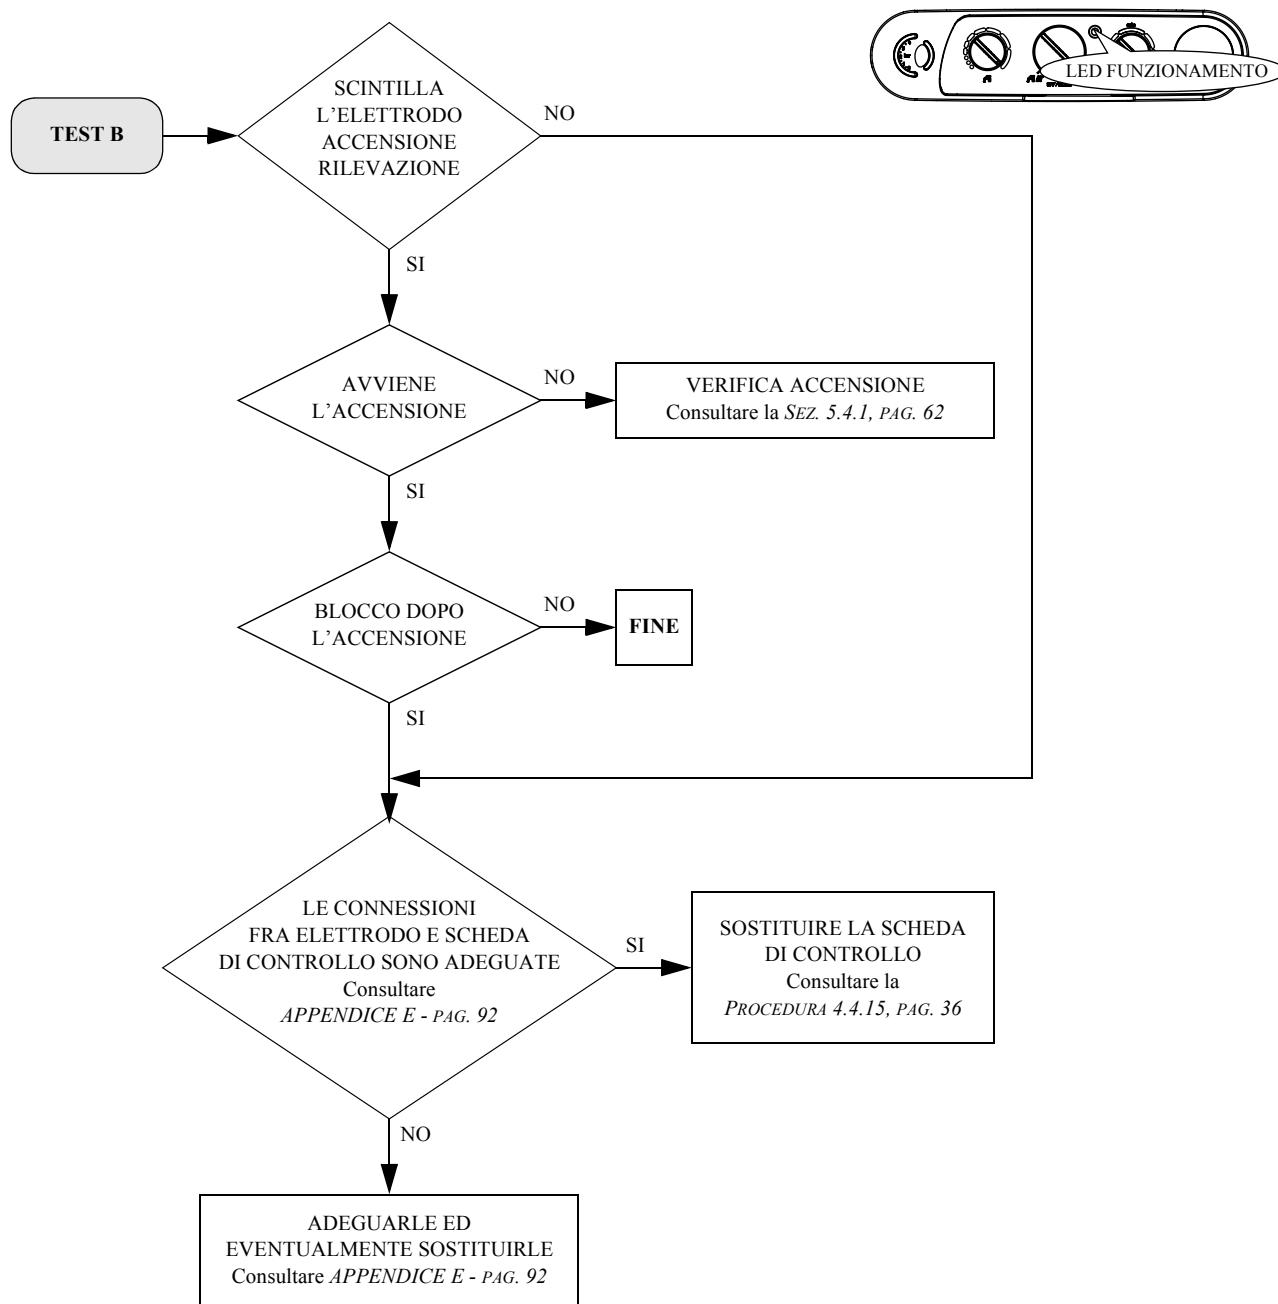 LED FUNZIONAMENTO
TEST B
SCINTILLA
L’ELETTRODO
ACCENSIONE
RILEVAZIONE
NO
SI
AVVIENE
L’ACCENSIONE
NO
VERIFICA ACCENSIONE
Consultare la SEZ. 5.4.1, PAG. 62
SI
BLOCCO DOPO
L’ACCENSIONE
NO
FINE
SI
LE CONNESSIONI
FRA ELETTRODO E SCHEDA
DI CONTROLLO SONO ADEGUATE
Consultare
APPENDICE E - PAG. 92
SI
SOSTITUIRE LA SCHEDA
DI CONTROLLO
Consultare la
PROCEDURA 4.4.15, PAG. 36
NO
ADEGUARLE ED
EVENTUALMENTE SOSTITUIRLE
Consultare APPENDICE E - PAG. 92